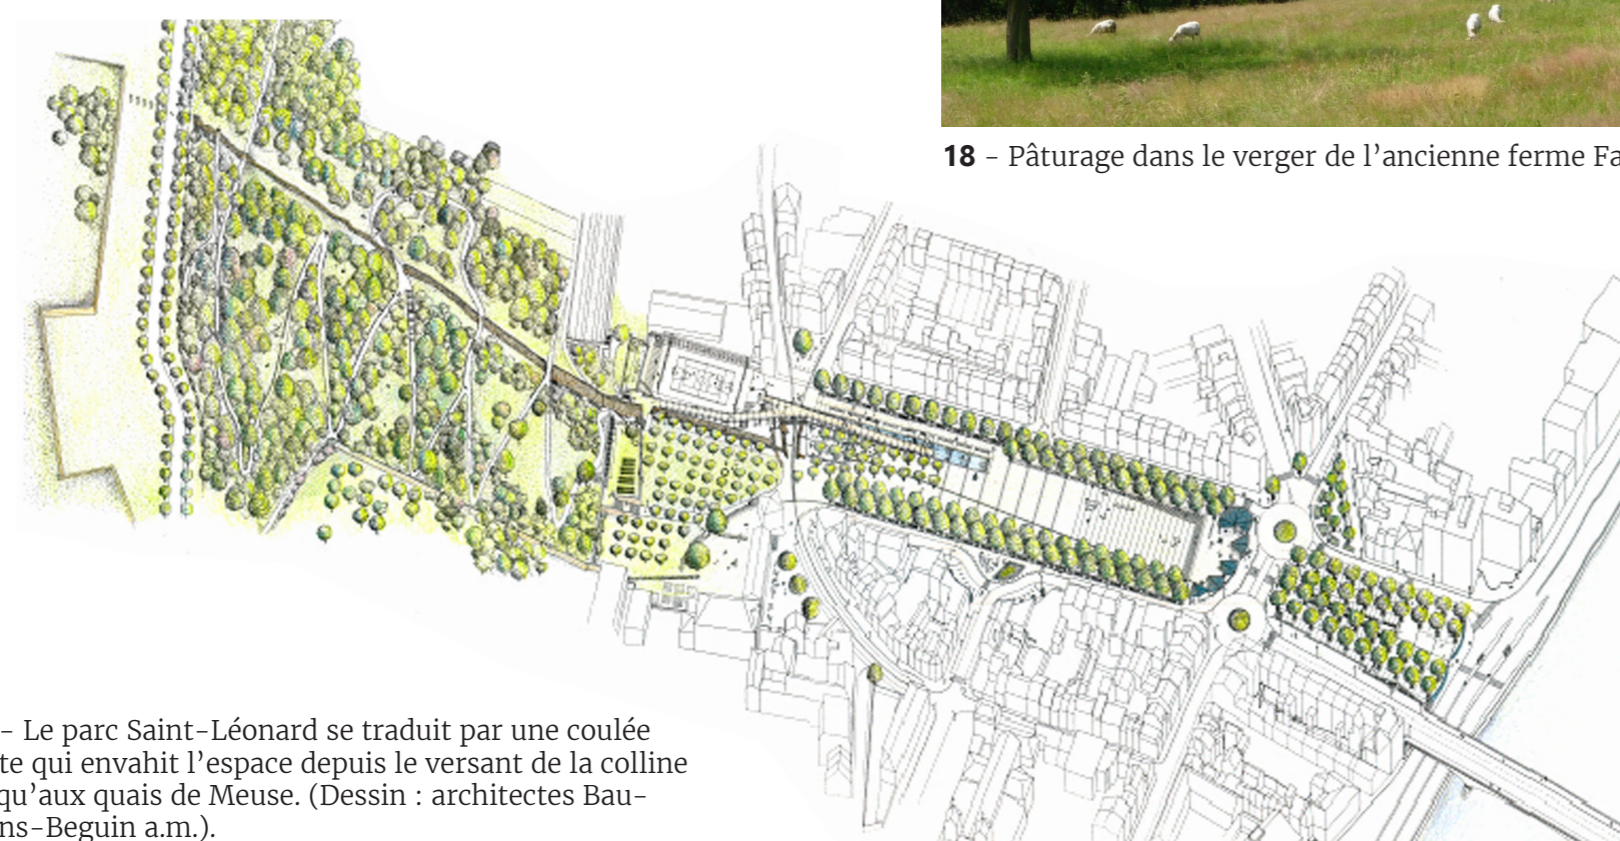 18 - Pâturage dans le verger de l’ancienne ferme Fa
- Le parc Saint-Léonard se traduit par une coulée
te qui envahit l’espace depuis le versant de la colline
qu’aux quais de Meuse. (Dessin : architectes Bau-
ns-Beguin a.m.).